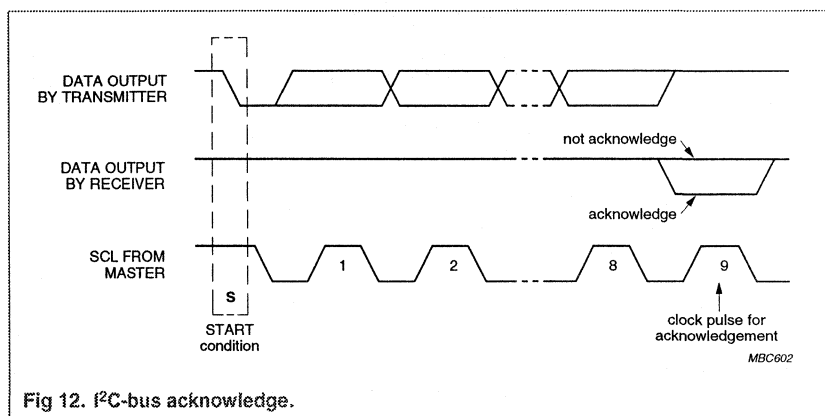 DATA OUTPUT
BY TRANSMITTER
not acknowledge
DATA OUTPUT
BY RECEIVER
acknowledge
SCL FROM
MASTER
1
2
8
9
S
START
condition
clock pulse for
acknowledgement
MBC602
Fig 12. I²C-bus acknowledge.